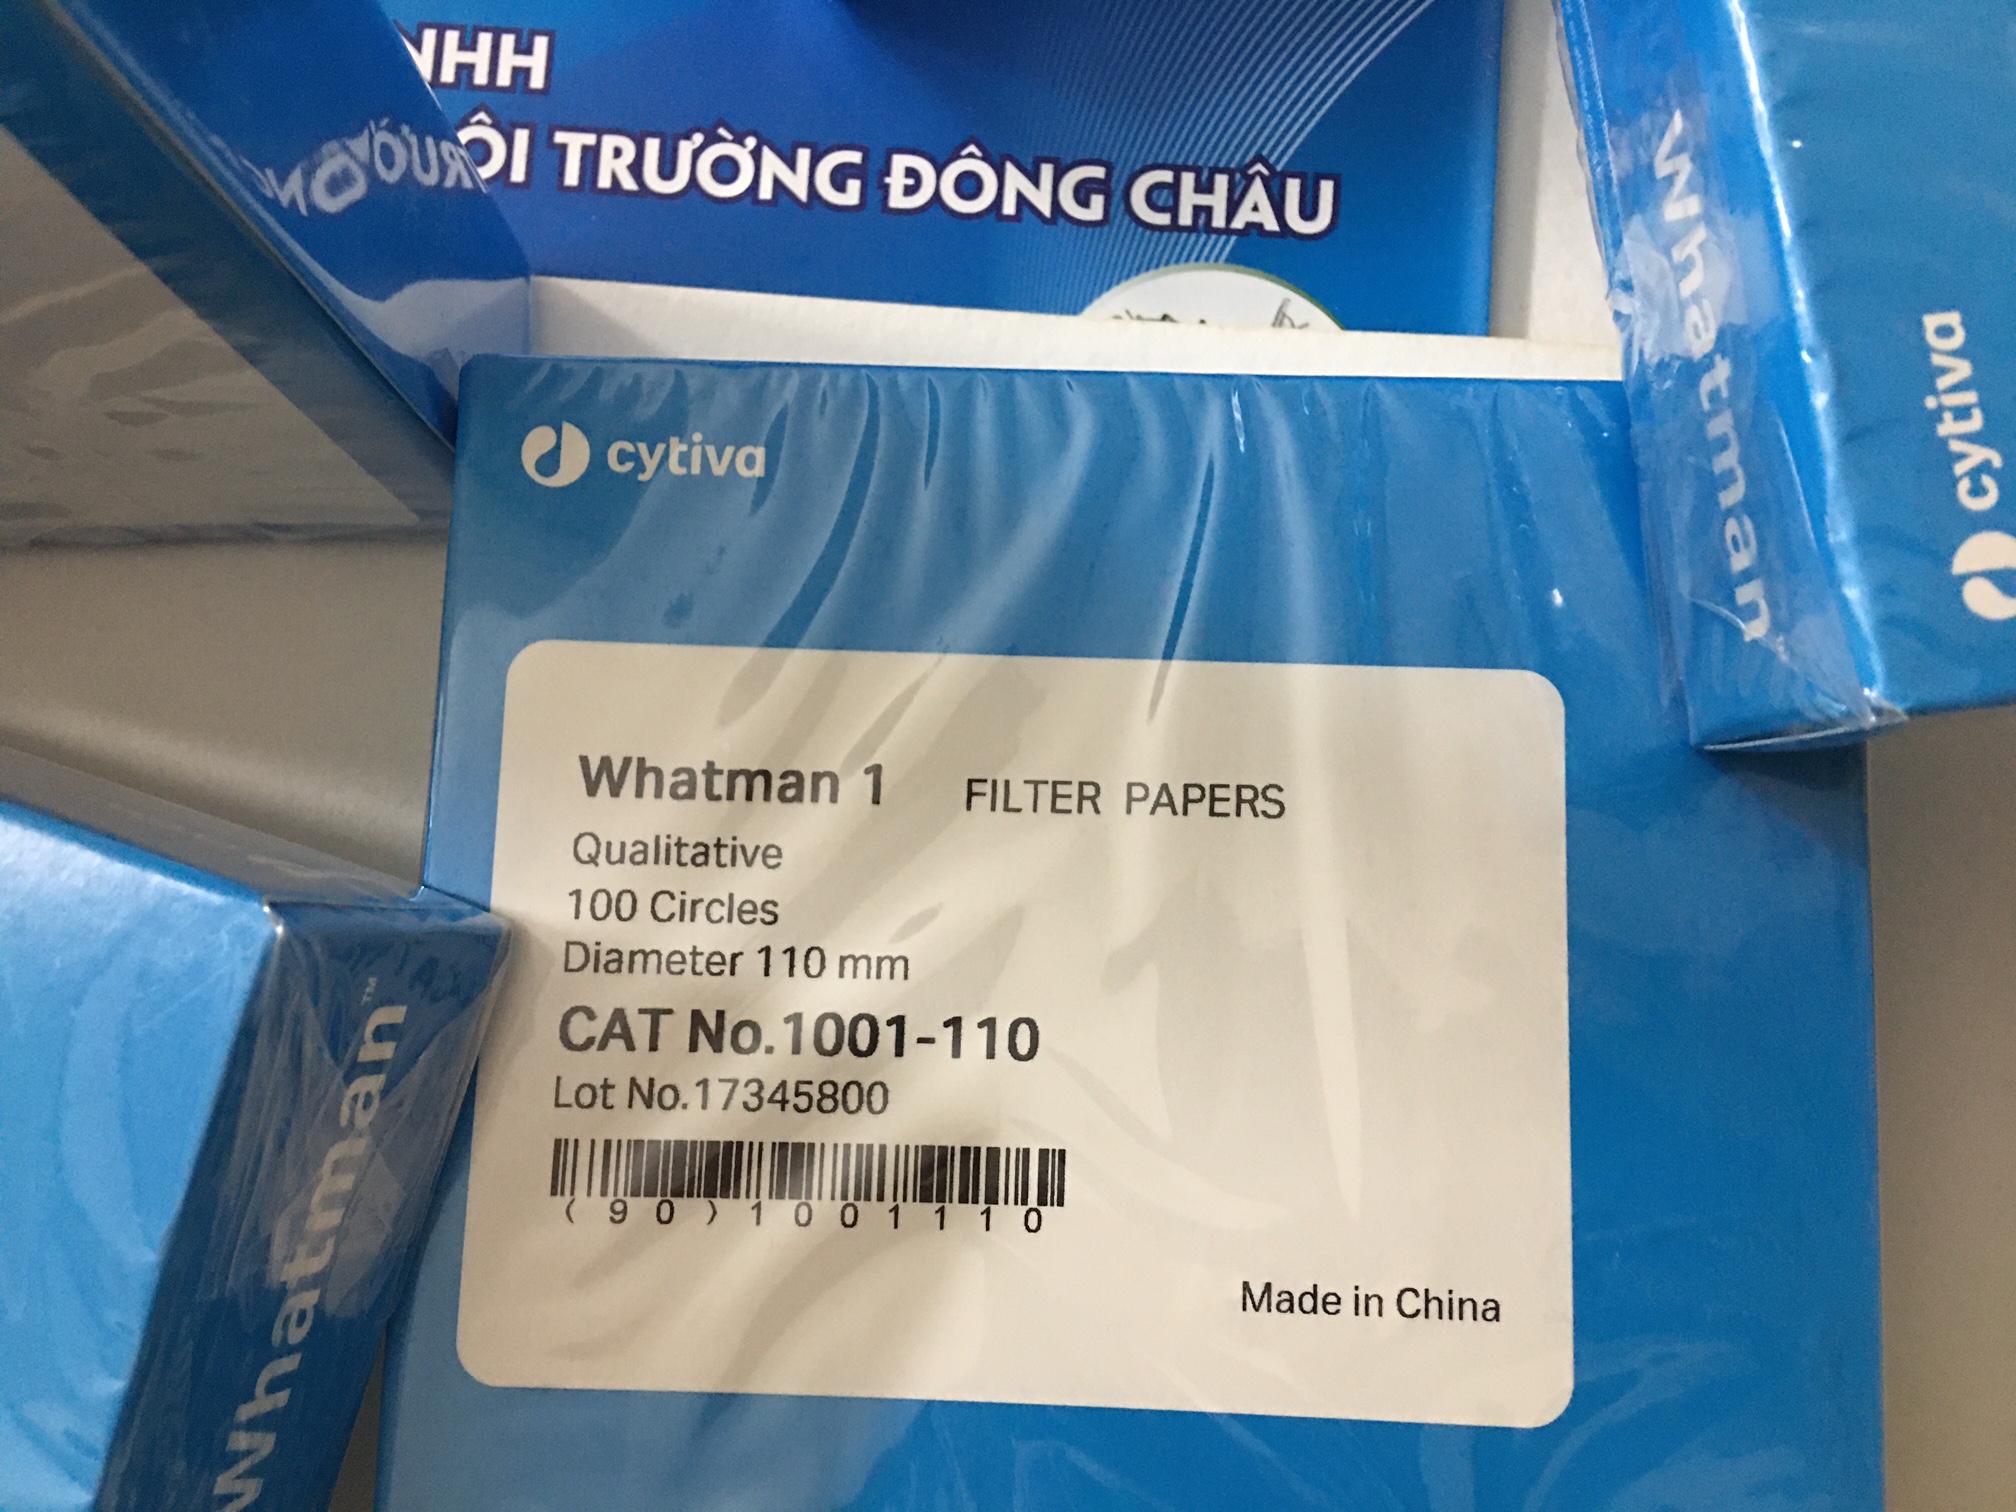 NHH
ÔI TRƯỜNG ĐÔNG CHÂU
cytiva
Whatman
cytiva
Whatman 1 FILTER PAPERS
Qualitative
100 Circles
Diameter 110 mm
CAT No.1001-110
Lot No.17345800
(90)1001110
Made in China
Whatman™